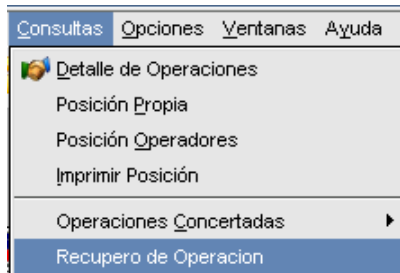 Consultas Opciones Ventanas Ayuda
Detalle de Operaciones
Posición Propia
Posición Operadores
Imprimir Posición
Operaciones Concertadas
Recupero de Operacion